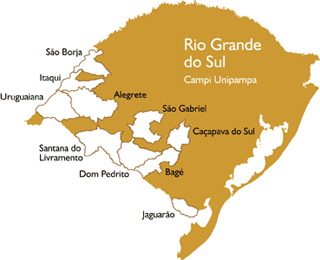 Rio Grande
do Sul
Campi Unipampa
São Borja
Itaqui
Uruguaiana
Alegrete
São Gabriel
Caçapava do Sul
Santana do
Livramento
Dom Pedrito
Bagé
Jaguarão